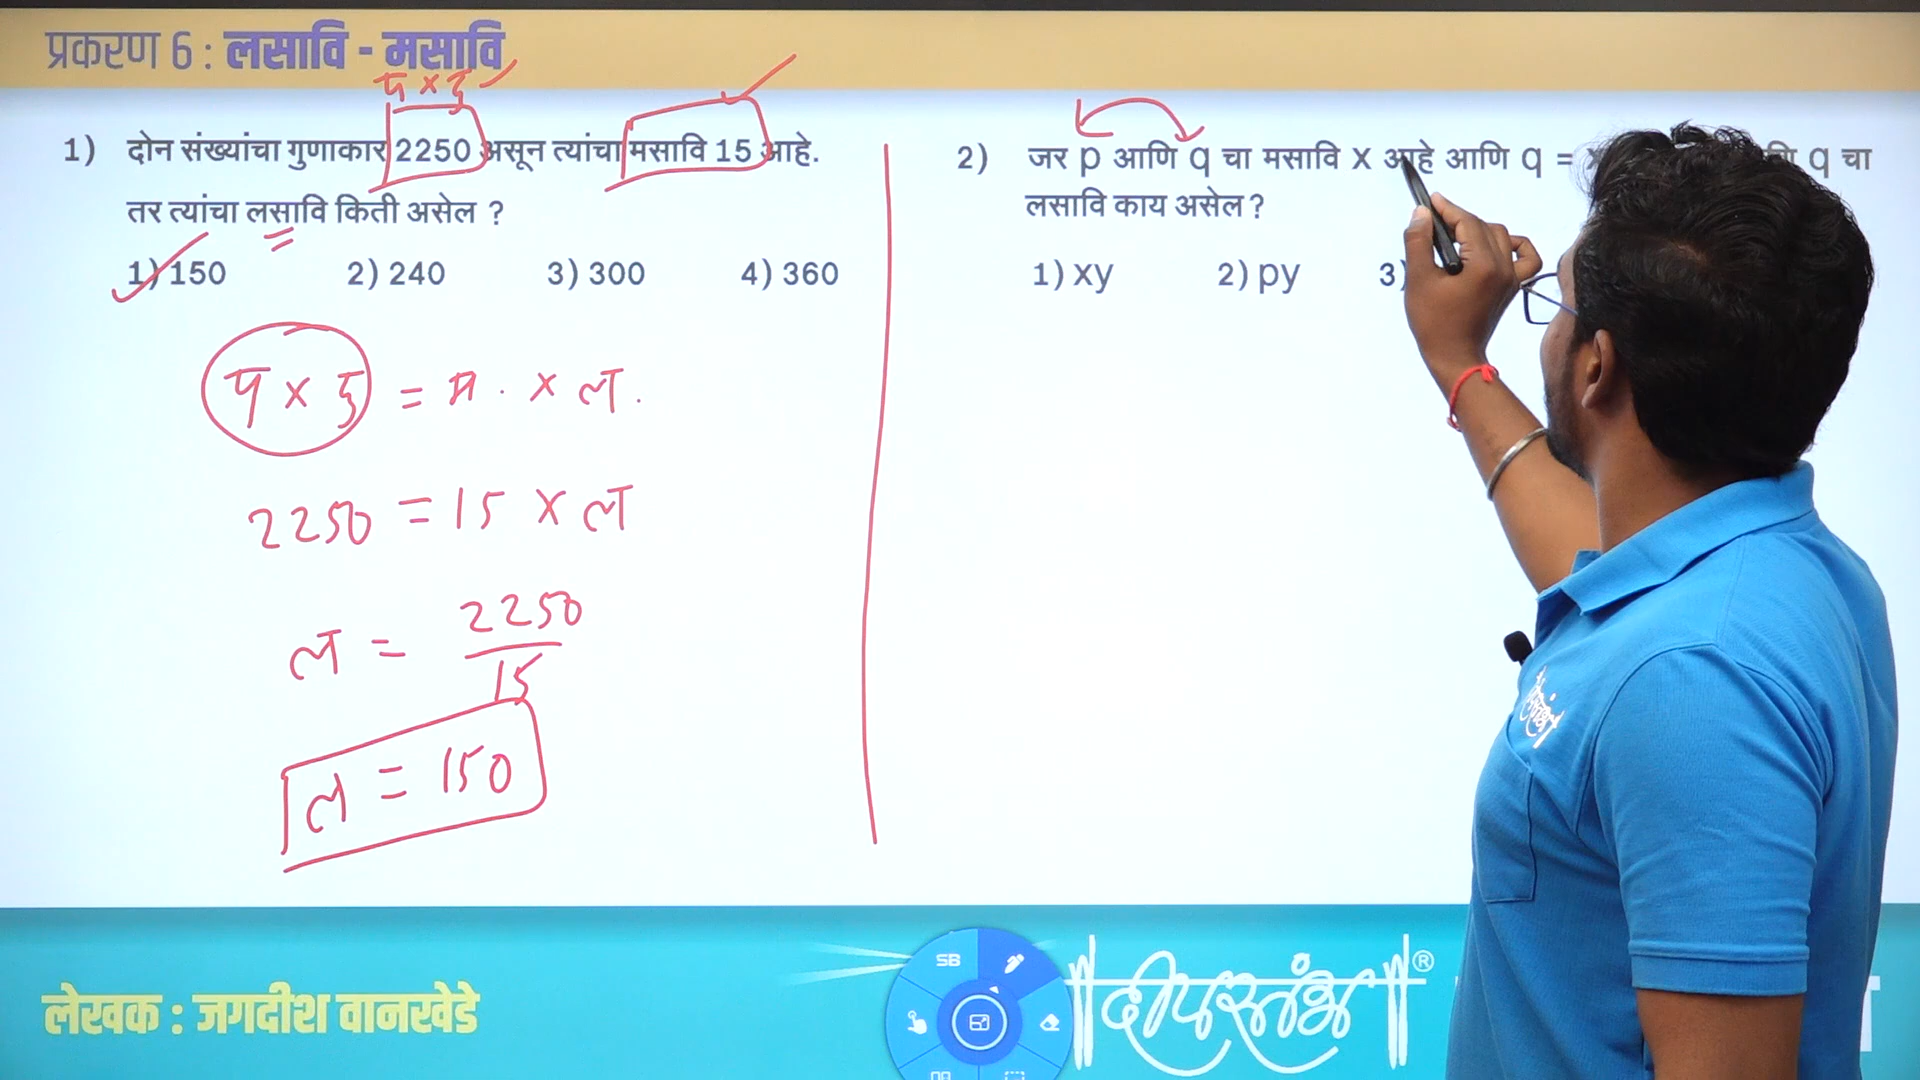 प्रकरण 6 : लसावि - मसावि
प × दु
1) दोन संख्यांचा गुणाकार 2250 असून त्यांचा मसावि 15 आहे.
तर त्यांचा लसावि किती असेल ?
1) 150 2) 240 3) 300 4) 360
प × दु = म. × ल.
2250 = 15 × ल
ल = 2250
15
ल = 150
2) जर p आणि q चा मसावि x आहे आणि q = q चा
लसावि काय असेल?
1) xy 2) py 3)
लेखक : जगदीश वानखेडे
SB
दीपस्तंभ ®